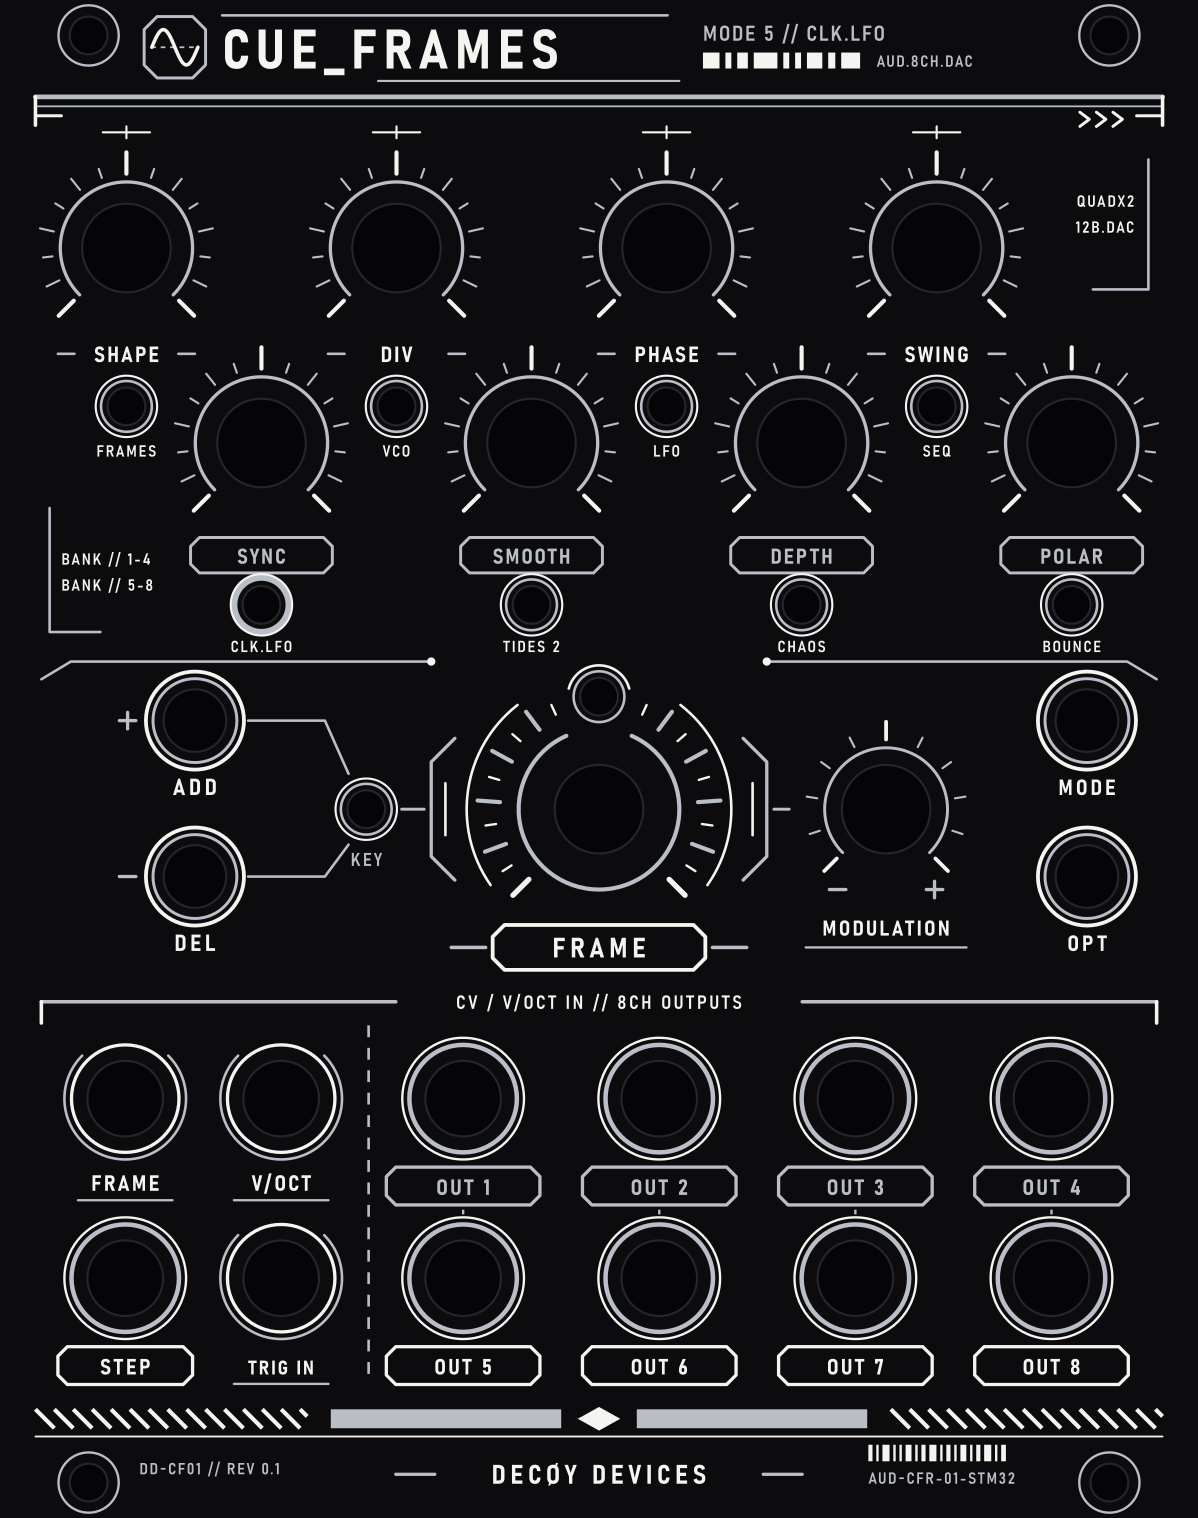 CUE_FRAMES
MODE 5 // CLK.LFO
AUD.8CH.DAC
QUADX2
12B.DAC
SHAPE
DIV
PHASE
SWING
FRAMES
VCO
LFO
SEQ
BANK // 1-4
BANK // 5-8
SYNC
SMOOTH
DEPTH
POLAR
CLK.LFO
TIDES 2
CHAOS
BOUNCE
+
ADD
MODE
KEY
−
DEL
− +
MODULATION
OPT
FRAME
CV / V/OCT IN // 8CH OUTPUTS
FRAME
V/OCT
OUT 1
OUT 2
OUT 3
OUT 4
STEP
TRIG IN
OUT 5
OUT 6
OUT 7
OUT 8
DD-CF01 // REV 0.1
DECØY DEVICES
AUD-CFR-01-STM32